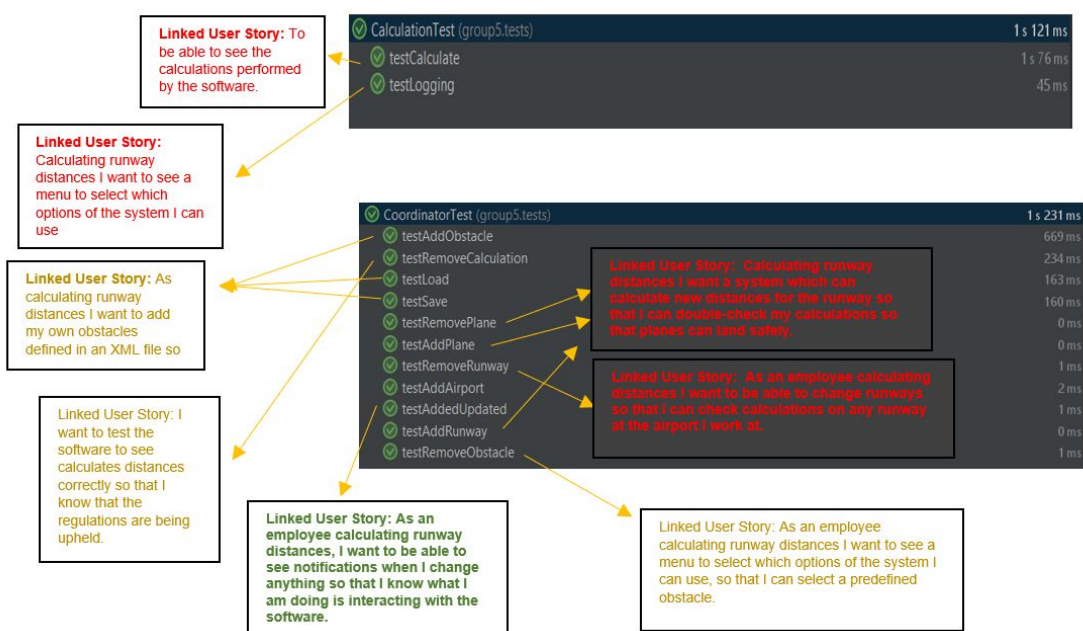 Linked User Story: To
be able to see the
calculations performed
by the software.
CalculationTest (group5.tests) 1 s 121 ms
testCalculate 1 s 76 ms
testLogging 45 ms
Linked User Story:
Calculating runway
distances I want to see a
menu to select which
options of the system I can
use
Linked User Story: As
calculating runway
distances I want to add
my own obstacles
defined in an XML file so
Linked User Story: I
want to test the
software to see
calculates distances
correctly so that I
know that the
regulations are being
upheld.
CoordinatorTest (group5.tests) 1 s 231 ms
testAddObstacle 669 ms
testRemoveCalculation 234 ms
testLoad 163 ms
testSave 160 ms
testRemovePlane 0 ms
testAddPlane 0 ms
testRemoveRunway 1 ms
testAddAirport 2 ms
testAddedUpdated 1 ms
testAddRunway 0 ms
testRemoveObstacle 1 ms
Linked User Story: Calculating runway
distances I want a system which can
calculate new distances for the runway so
that I can double-check my calculations so
that planes can land safely.
Linked User Story: As an employee calculating
distances I want to be able to change runways
so that I can check calculations on any runway
at the airport I work at.
Linked User Story: As an
employee calculating runway
distances, I want to be able to
see notifications when I change
anything so that I know what I
am doing is interacting with the
software.
Linked User Story: As an employee
calculating runway distances I want to see a
menu to select which options of the system I
can use, so that I can select a predefined
obstacle.